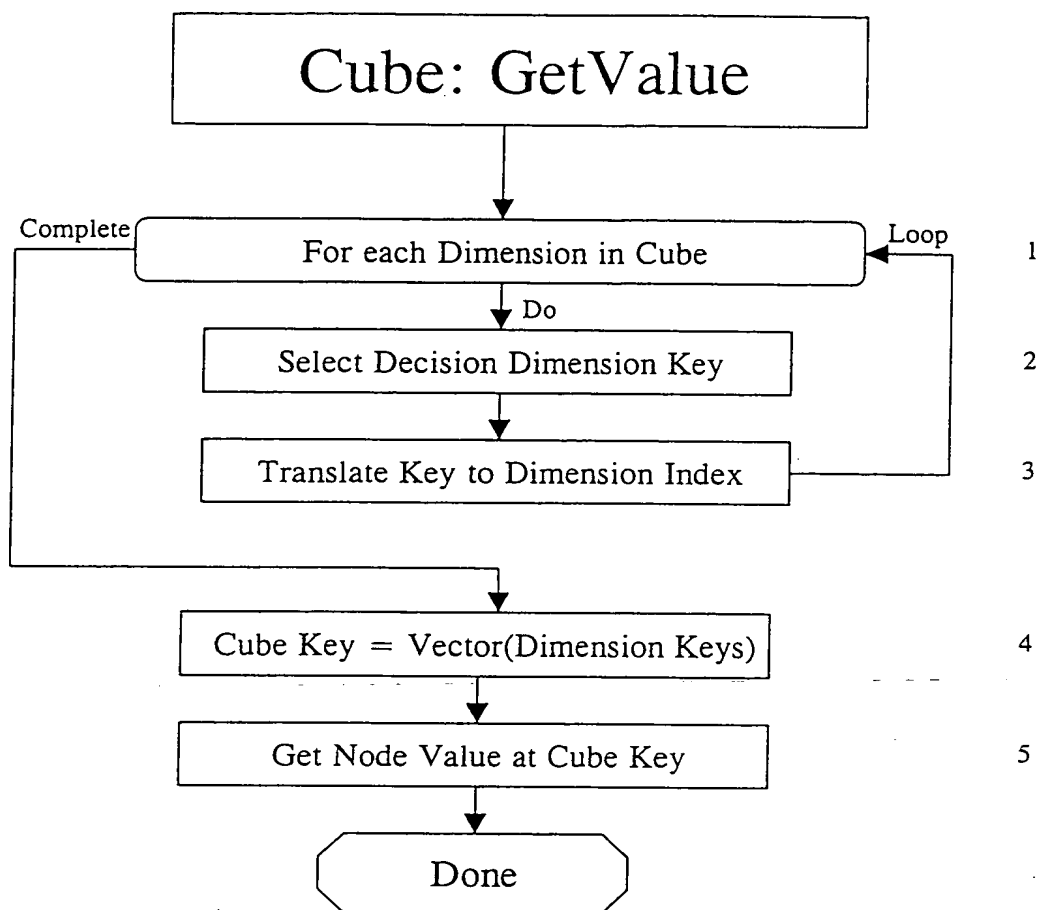 Cube: GetValue
Complete
For each Dimension in Cube
Loop
1
Do
Select Decision Dimension Key
2
Translate Key to Dimension Index
3
Cube Key = Vector(Dimension Keys)
4
Get Node Value at Cube Key
5
Done